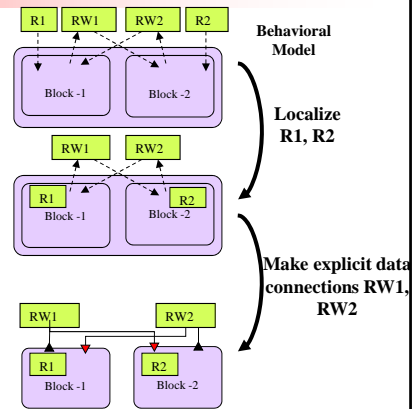 R1 RW1 RW2 R2
Behavioral
Model
Block -1 Block -2
Localize
R1, R2
RW1 RW2
R1 R2
Block -1 Block -2
Make explicit data
connections RW1,
RW2
RW1 RW2
R1 R2
Block -1 Block -2